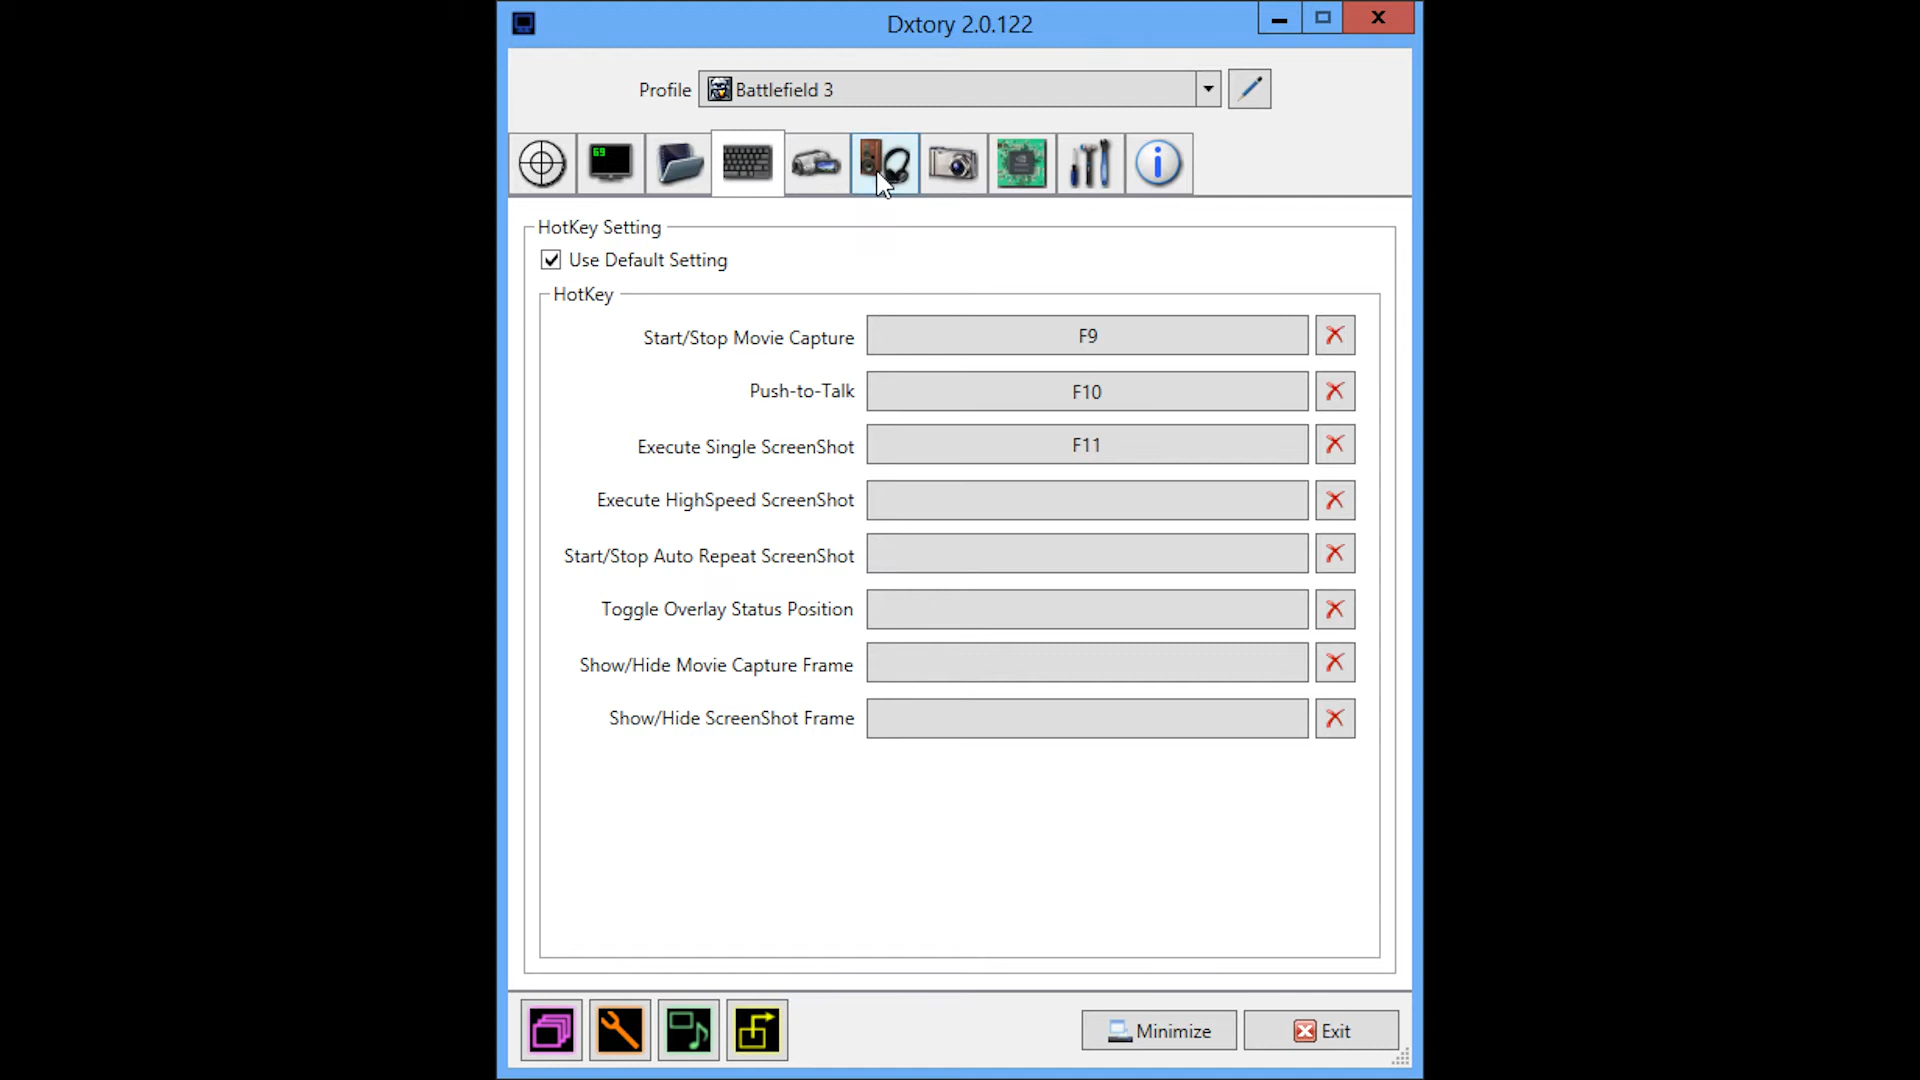 Dxtory 2.0.122
Profile Battlefield 3
69
HotKey Setting
Use Default Setting
HotKey
Start/Stop Movie Capture F9
Push-to-Talk F10
Execute Single ScreenShot F11
Execute HighSpeed ScreenShot
Start/Stop Auto Repeat ScreenShot
Toggle Overlay Status Position
Show/Hide Movie Capture Frame
Show/Hide ScreenShot Frame
Minimize Exit